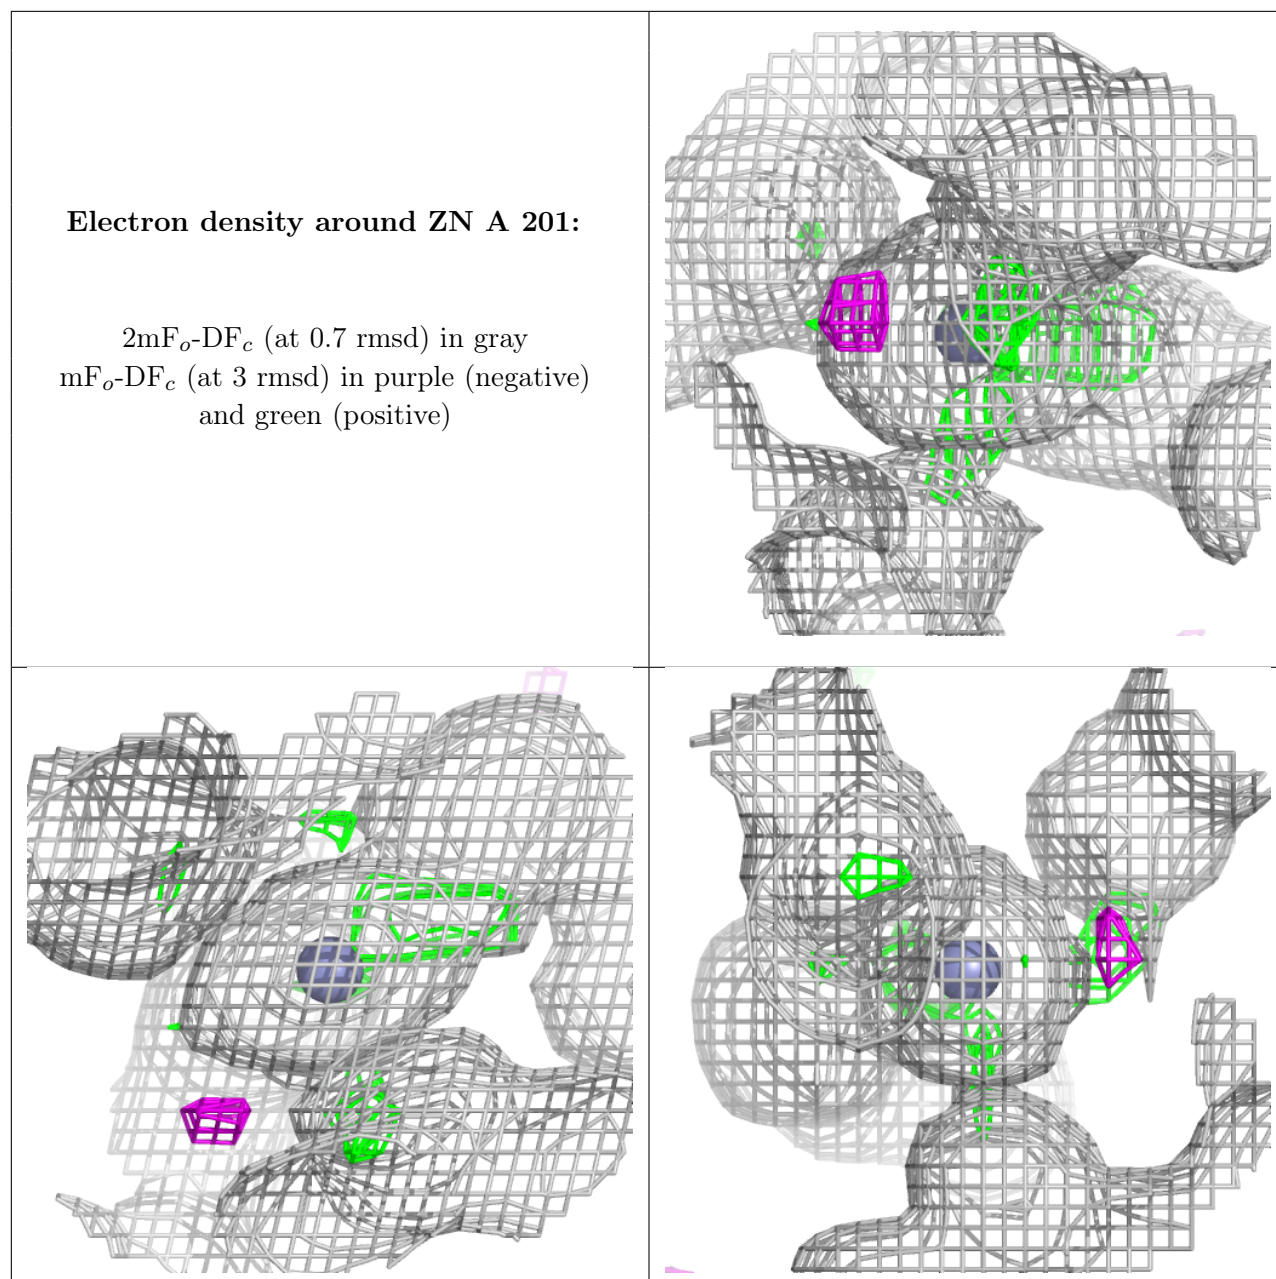 Electron density around ZN A 201:
2mFo-DFc (at 0.7 rmsd) in gray
mFo-DFc (at 3 rmsd) in purple (negative)
and green (positive)